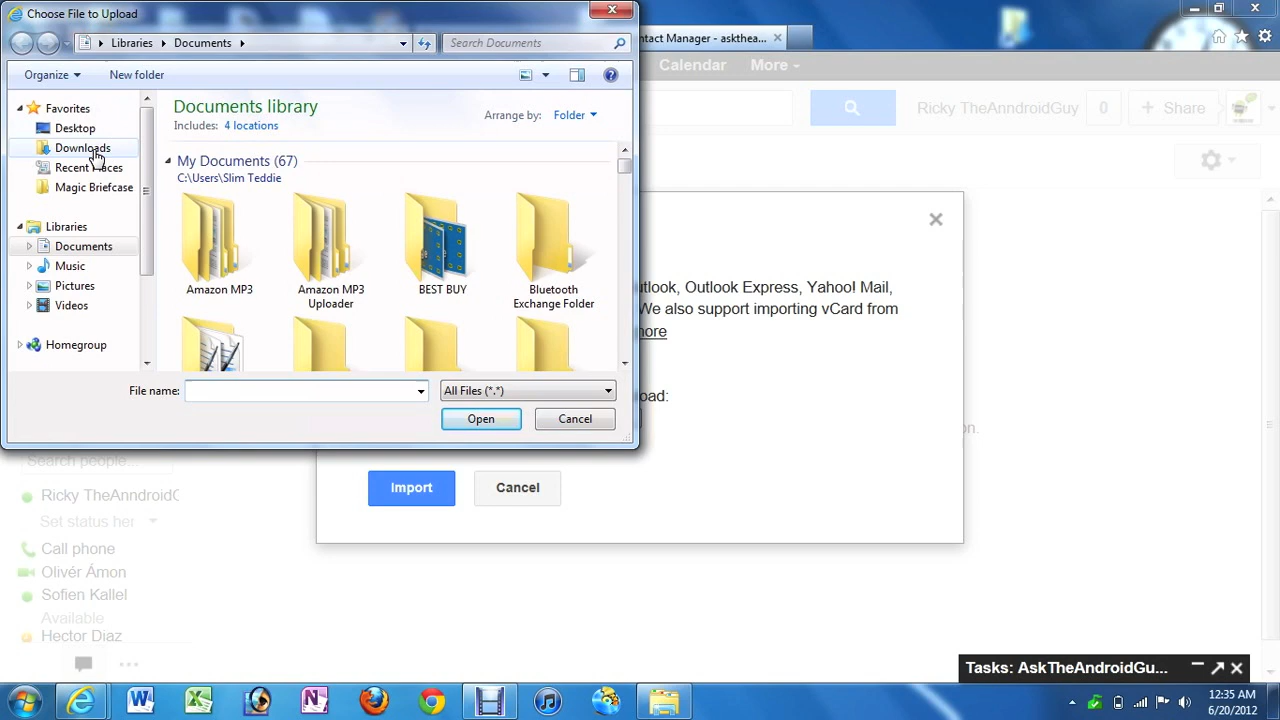 Choose File to Upload
Libraries
Documents
Search Documents
ntact Manager - askthea...
Organize
New folder
Calendar
More
Favorites
Desktop
Downloads
Recent Places
Magic Briefcase
Libraries
Documents
Music
Pictures
Videos
Homegroup
Documents library
Includes: 4 locations
Arrange by: Folder
My Documents (67)
C:\Users\Slim Teddie
Amazon MP3
Amazon MP3 Uploader
BEST BUY
Bluetooth Exchange Folder
File name:
All Files (*.*)
Open
Cancel
Ricky TheAnndroidGuy
0
+ Share
tlook, Outlook Express, Yahoo! Mail,
We also support importing vCard from
nore
oad:
on.
Import
Cancel
Search people...
Ricky TheAnndroidG
Set status her
Call phone
Olivér Ámon
Sofien Kallel
Available
Hector Diaz
Tasks: AskTheAndroidGu...
12:35 AM
6/20/2012